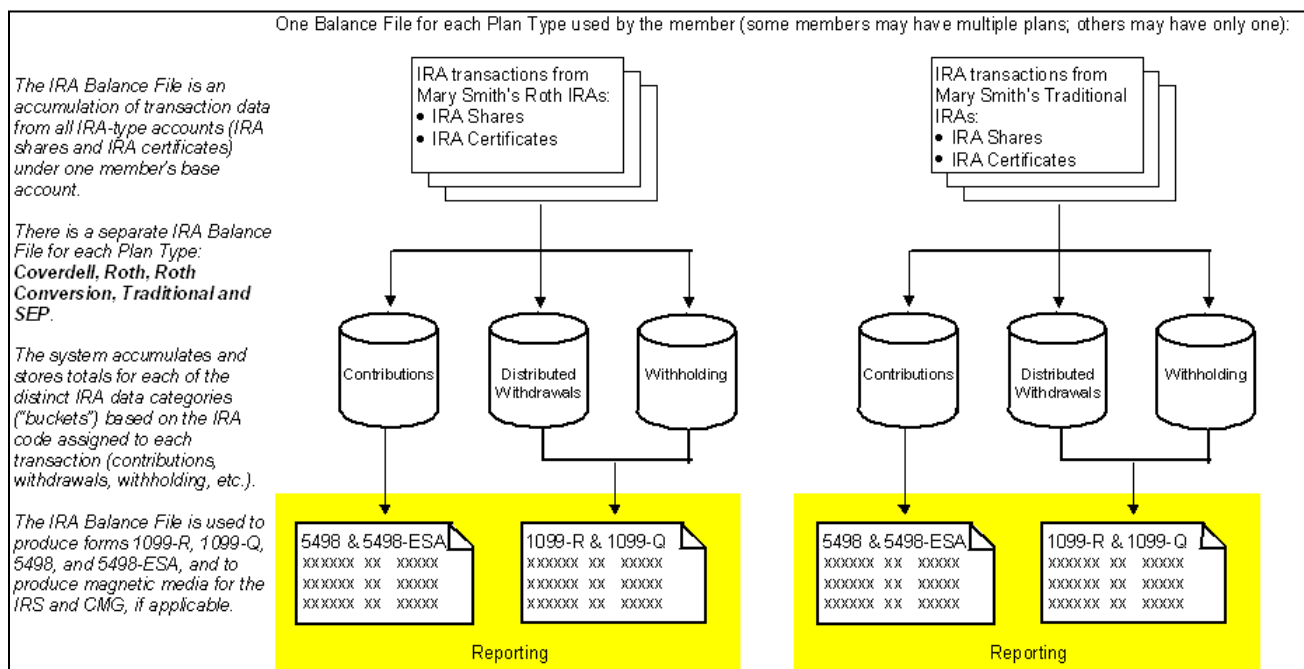 One Balance File for each Plan Type used by the member (some members may have multiple plans; others may have only one):
The IRA Balance File is an
accumulation of transaction data
from all IRA-type accounts (IRA
shares and IRA certificates)
under one member's base
account.
There is a separate IRA Balance
File for each Plan Type:
Coverdell, Roth, Roth
Conversion, Traditional and
SEP.
The system accumulates and
stores totals for each of the
distinct IRA data categories
("buckets") based on the IRA
code assigned to each
transaction (contributions,
withdrawals, withholding, etc.).
The IRA Balance File is used to
produce forms 1099-R, 1099-Q,
5498, and 5498-ESA, and to
produce magnetic media for the
IRS and CMG, if applicable.
IRA transactions from
Mary Smith's Roth IRAs:
• IRA Shares
• IRA Certificates
Contributions
Distributed
Withdrawals
Withholding
5498 & 5498-ESA
xxxxxx xx xxxxx
xxxxxx xx xxxxx
xxxxxx xx xxxxx
1099-R & 1099-Q
xxxxxx xx xxxxx
xxxxxx xx xxxxx
xxxxxx xx xxxxx
Reporting
IRA transactions from
Mary Smith's Traditional
IRAs:
• IRA Shares
• IRA Certificates
Contributions
Distributed
Withdrawals
Withholding
5498 & 5498-ESA
xxxxxx xx xxxxx
xxxxxx xx xxxxx
xxxxxx xx xxxxx
1099-R & 1099-Q
xxxxxx xx xxxxx
xxxxxx xx xxxxx
xxxxxx xx xxxxx
Reporting